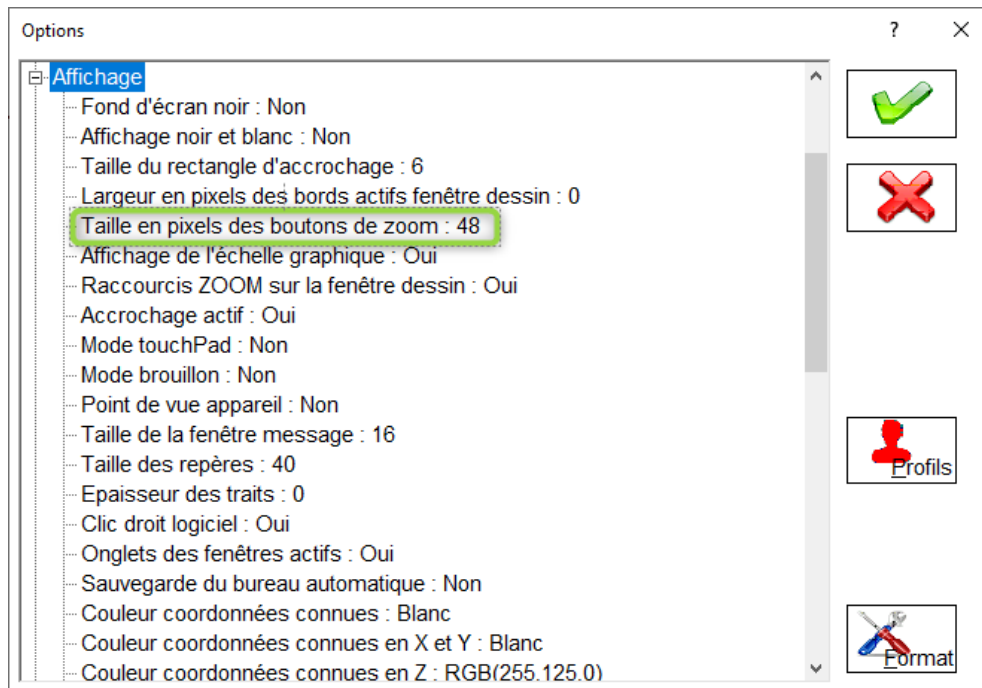 Options
?
Affichage
Fond d'écran noir : Non
Affichage noir et blanc : Non
Taille du rectangle d'accrochage : 6
Largeur en pixels des bords actifs fenêtre dessin : 0
Taille en pixels des boutons de zoom : 48
Affichage de l'échelle graphique : Oui
Raccourcis ZOOM sur la fenêtre dessin : Oui
Accrochage actif : Oui
Mode touchPad : Non
Mode brouillon : Non
Point de vue appareil : Non
Taille de la fenêtre message : 16
Taille des repères : 40
Epaisseur des traits : 0
Clic droit logiciel : Oui
Onglets des fenêtres actifs : Oui
Sauvegarde du bureau automatique : Non
Couleur coordonnées connues : Blanc
Couleur coordonnées connues en X et Y : Blanc
Couleur coordonnées connues en Z : RGB(255.125.0)
Profils
Format